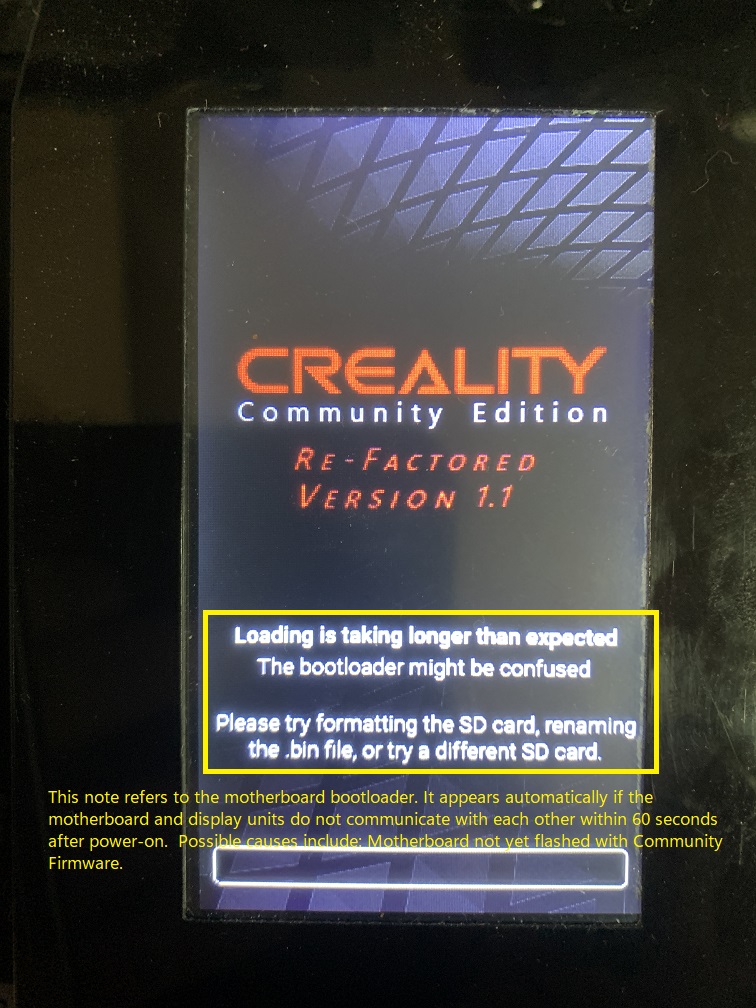 CREALITY
Community Edition
RE-FACTORED
VERSION 1.1
Loading is taking longer than expected
The bootloader might be confused
Please try formatting the SD card, renaming
the .bin file, or try a different SD card.
This note refers to the motherboard bootloader. It appears automatically if the
motherboard and display units do not communicate with each other within 60 seconds
after power-on.  Possible causes include: Motherboard not yet flashed with Community
Firmware.